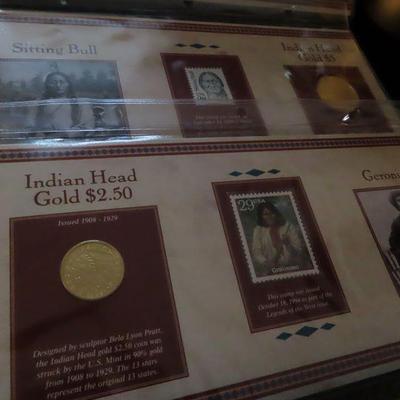 Sitting Bull
Indian Head
Gold $5
Indian Head
Gold $2.50
Issued 1908 - 1929
Designed by sculptor Bela Lyon Pratt,
the Indian Head gold $2.50 coin was
struck by the U.S. Mint in 90% gold
from 1908 to 1929. The 13 stars
represent the original 13 states.
29 USA
Geronimo
This stamp was issued
October 18, 1994 as part of the
Legends of the West issue.